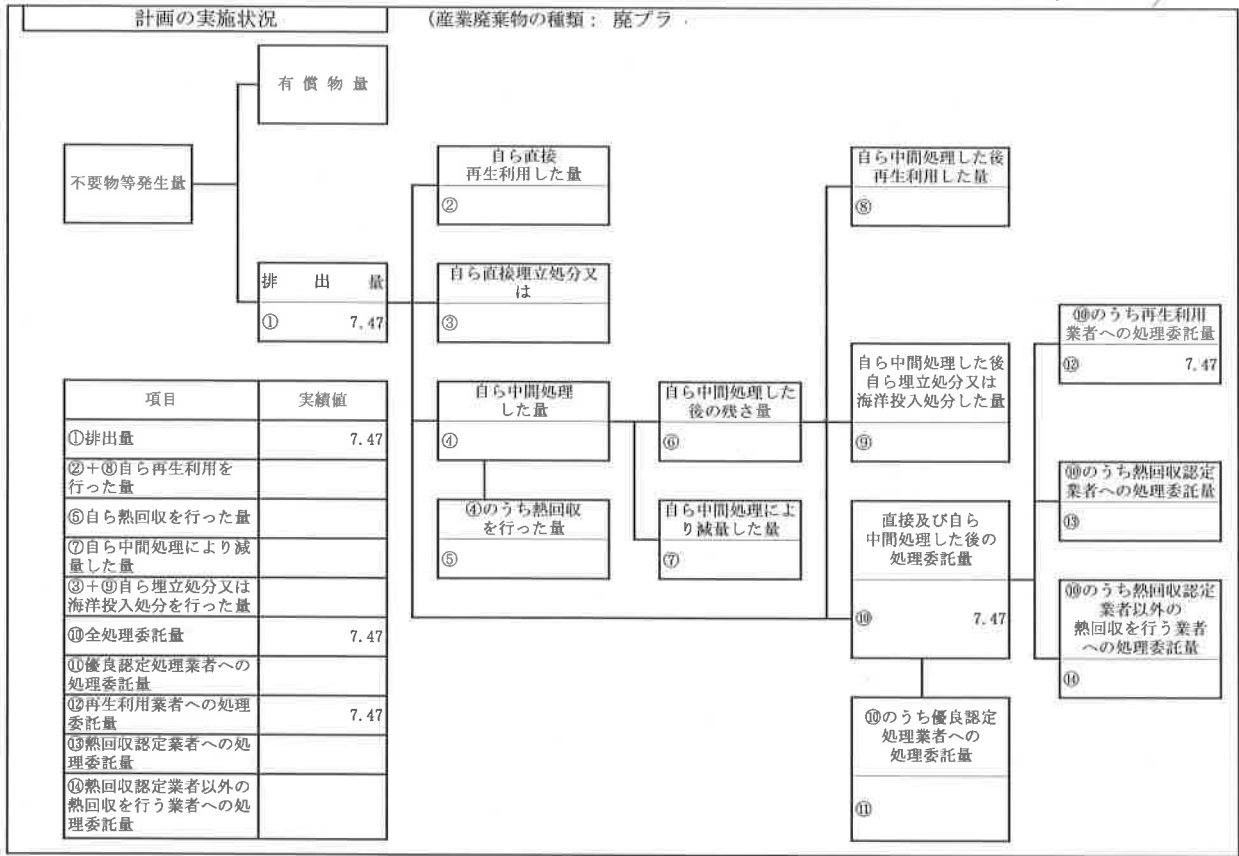 計画の実施状況
(産業廃棄物の種類: 廃プラ
有償物量
不要物等発生量
排出量
① 7.47
自ら直接
再生利用した量
②
自ら直接埋立処分又
は
③
自ら中間処理
した量
④
④のうち熱回収
を行った量
⑤
自ら中間処理した
後の残さ量
⑥
自ら中間処理によ
り減量した量
⑦
自ら中間処理した後
再生利用した量
⑧
自ら中間処理した後
自ら埋立処分又は
海洋投入処分した量
⑨
直接及び自ら
中間処理した後の
処理委託量
⑩ 7.47
⑩のうち優良認定
処理業者への
処理委託量
⑪
⑩のうち再生利用
業者への処理委託量
⑫ 7.47
⑩のうち熱回収認定
業者への処理委託量
⑬
⑩のうち熱回収認定
業者以外の
熱回収を行う業者
への処理委託量
⑭
項目 実績値
①排出量 7.47
②+⑧自ら再生利用を
行った量
⑤自ら熱回収を行った量
⑦自ら中間処理により減
量した量
③+⑨自ら埋立処分又は
海洋投入処分を行った量
⑩全処理委託量 7.47
⑪優良認定処理業者への
処理委託量
⑫再生利用業者への処理
委託量 7.47
⑬熱回収認定業者への処
理委託量
⑭熱回収認定業者以外の
熱回収を行う業者への処
理委託量